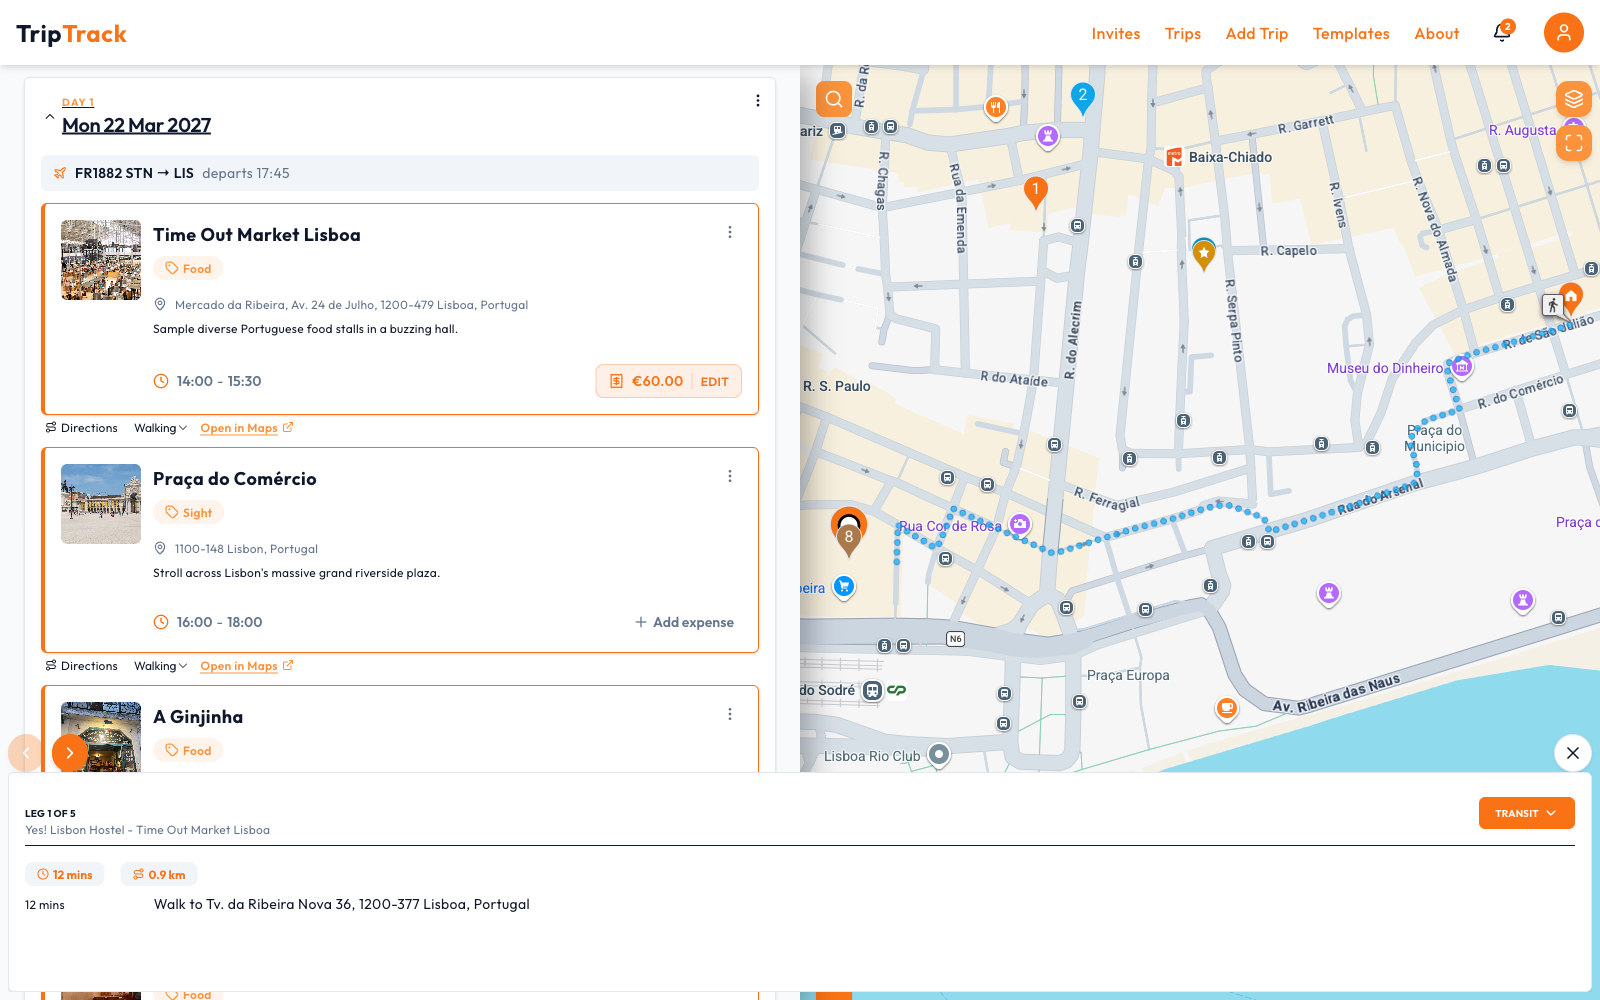 TripTrack
Invites
Trips
Add Trip
Templates
About
2
DAY 1
Mon 22 Mar 2027
FR1882 STN → LIS departs 17:45
Time Out Market Lisboa
Food
Mercado da Ribeira, Av. 24 de Julho, 1200-479 Lisboa, Portugal
Sample diverse Portuguese food stalls in a buzzing hall.
14:00 - 15:30
€60.00 EDIT
Directions Walking Open in Maps
Praça do Comércio
Sight
1100-148 Lisbon, Portugal
Stroll across Lisbon's massive grand riverside plaza.
16:00 - 18:00
+ Add expense
Directions Walking Open in Maps
A Ginjinha
Food
LEG 1 OF 5
Yes! Lisbon Hostel - Time Out Market Lisboa
TRANSIT
12 mins
0.9 km
12 mins
Walk to Tv. da Ribeira Nova 36, 1200-377 Lisboa, Portugal
Food
2
R. Garrett
R. Augusta
Baixa-Chiado
R. Chagas
Rua da Emenda
1
R. Ivens
R. Nova do Almada
R. Capelo
R. Serpa Pinto
R. do Alecrim
R. de São Julião
Museu do Dinheiro
R do Ataíde
R. S. Paulo
R. do Comércio
Praça do
Municipio
R. Ferragial
Rua do Arsenal
Rua Cor de Rosa
8
N6
Praça Europa
Av. Ribeira das Naus
do Sodré
Lisboa Rio Club